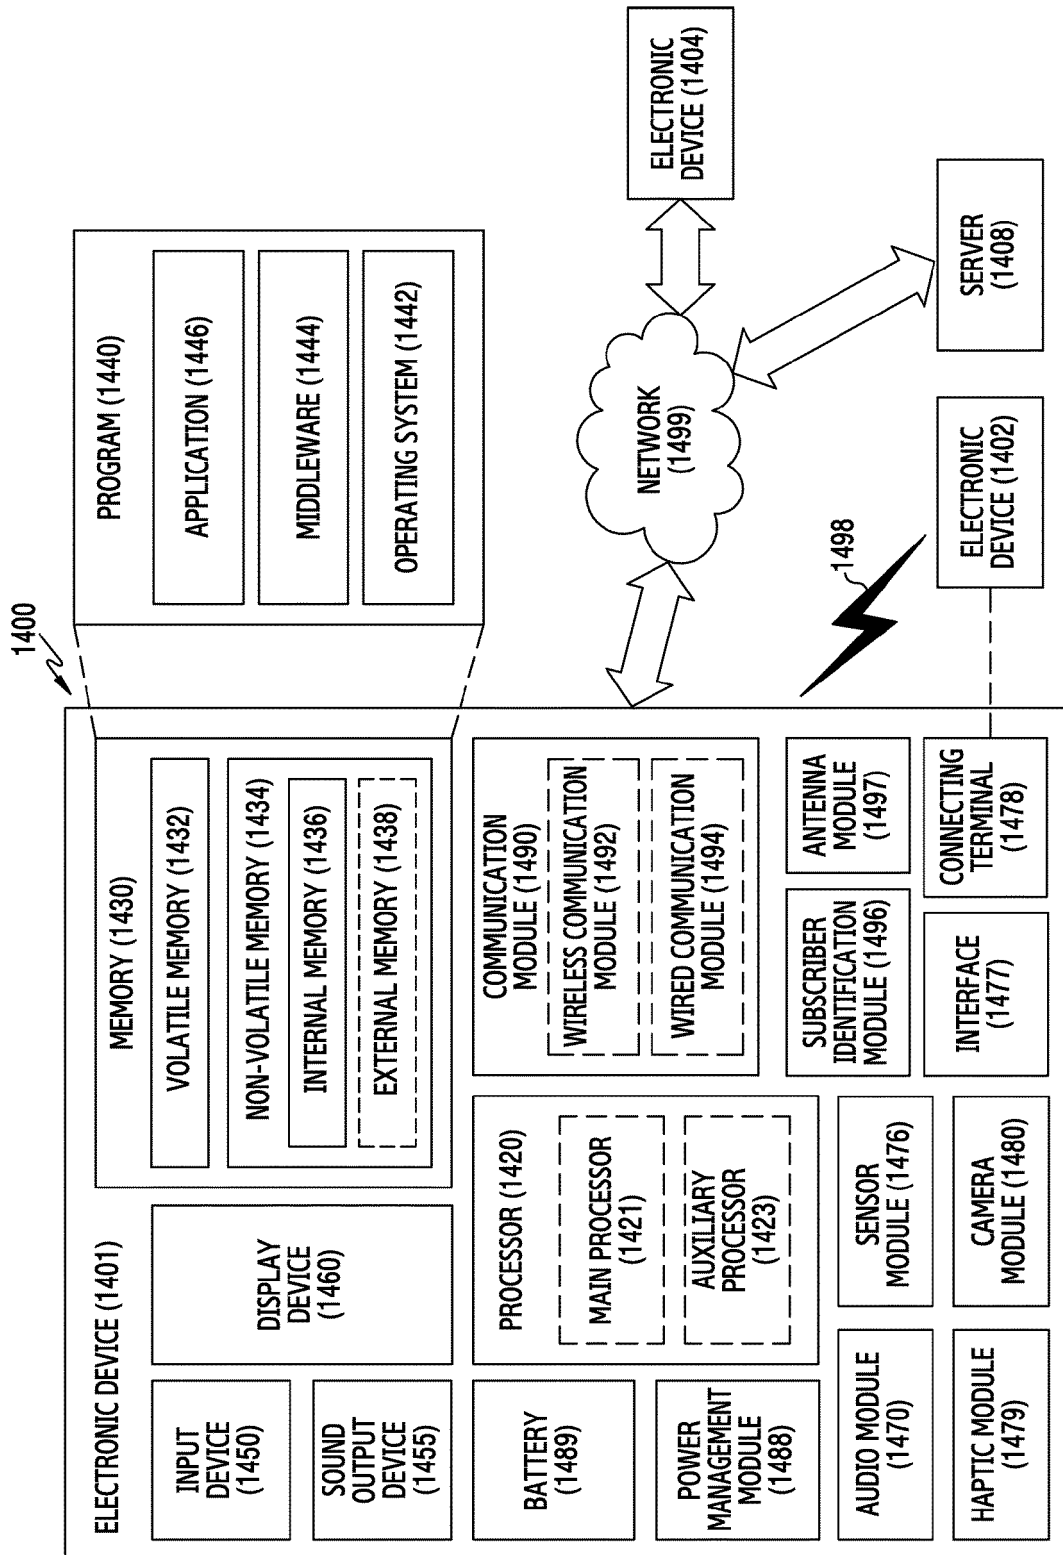 1400
ELECTRONIC DEVICE (1401)
INPUT
DEVICE
(1450)
SOUND
OUTPUT
DEVICE
(1455)
DISPLAY
DEVICE
(1460)
MEMORY (1430)
VOLATILE MEMORY (1432)
NON-VOLATILE MEMORY (1434)
INTERNAL MEMORY (1436)
EXTERNAL MEMORY (1438)
PROGRAM (1440)
APPLICATION (1446)
MIDDLEWARE (1444)
OPERATING SYSTEM (1442)
BATTERY
(1489)
POWER
MANAGEMENT
MODULE
(1488)
PROCESSOR (1420)
MAIN PROCESSOR
(1421)
AUXILIARY
PROCESSOR
(1423)
COMMUNICATION
MODULE (1490)
WIRELESS COMMUNICATION
MODULE (1492)
WIRED COMMUNICATION
MODULE (1494)
NETWORK
(1499)
ELECTRONIC
DEVICE (1404)
AUDIO MODULE
(1470)
SENSOR
MODULE (1476)
SUBSCRIBER
IDENTIFICATION
MODULE (1496)
ANTENNA
MODULE
(1497)
1498
HAPTIC MODULE
(1479)
CAMERA
MODULE (1480)
INTERFACE
(1477)
CONNECTING
TERMINAL
(1478)
ELECTRONIC
DEVICE (1402)
SERVER
(1408)